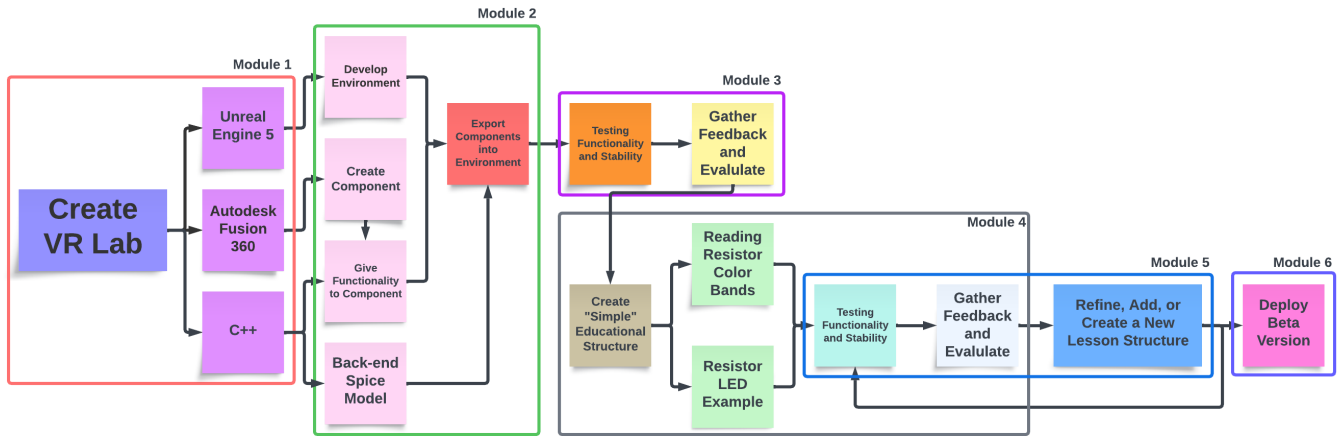 Module 1
Create
VR Lab
Unreal
Engine 5
Autodesk
Fusion
360
C++
Module 2
Develop
Environment
Create
Component
Give
Functionality
to Component
Back-end
Spice
Model
Export
Components
into
Environment
Module 3
Testing
Functionality
and Stability
Gather
Feedback
and
Evalulate
Module 4
Create
"Simple"
Educational
Structure
Reading
Resistor
Color
Bands
Resistor
LED
Example
Module 5
Testing
Functionality
and Stability
Gather
Feedback
and
Evalulate
Refine, Add, or
Create a New
Lesson Structure
Module 6
Deploy
Beta
Version